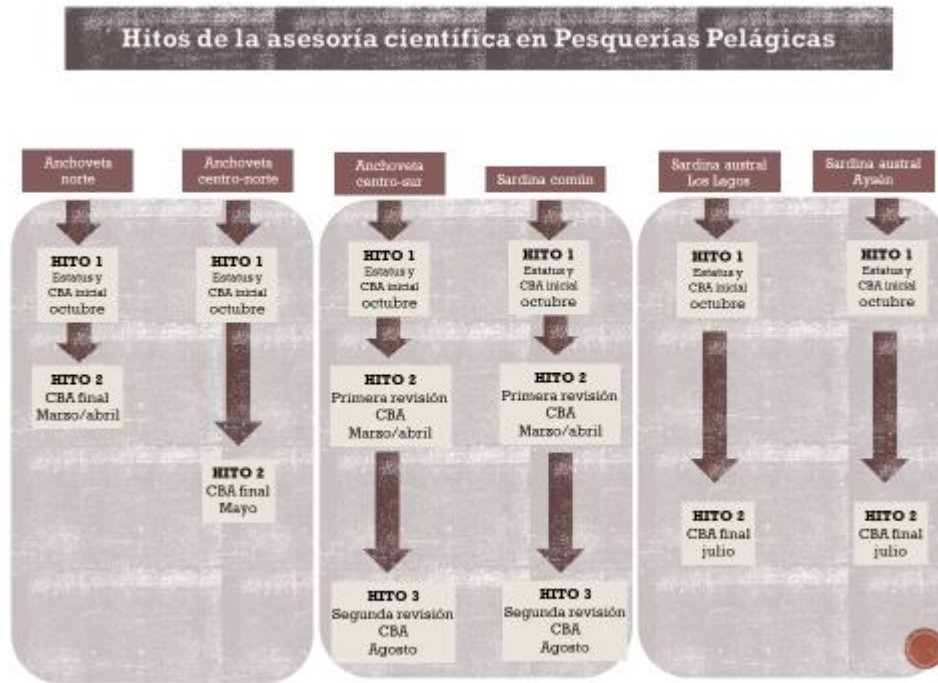 Hitos de la asesoría científica en Pesquerías Pelágicas
Anchoveta
norte
HITO 1
Estatus y
CBA inicial
octubre
HITO 2
CBA final
Marzo/abril
Anchoveta
centro-norte
HITO 1
Estatus y
CBA inicial
octubre
HITO 2
CBA final
Mayo
Anchoveta
centro-sur
HITO 1
Estatus y
CBA inicial
octubre
HITO 2
Primera revisión
CBA
Marzo/abril
HITO 3
Segunda revisión
CBA
Agosto
Sardina común
HITO 1
Estatus y
CBA inicial
octubre
HITO 2
Primera revisión
CBA
Marzo/abril
HITO 3
Segunda revisión
CBA
Agosto
Sardina austral
Los Lagos
HITO 1
Estatus y
CBA inicial
octubre
HITO 2
CBA final
julio
Sardina austral
Aysén
HITO 1
Estatus y
CBA inicial
octubre
HITO 2
CBA final
julio